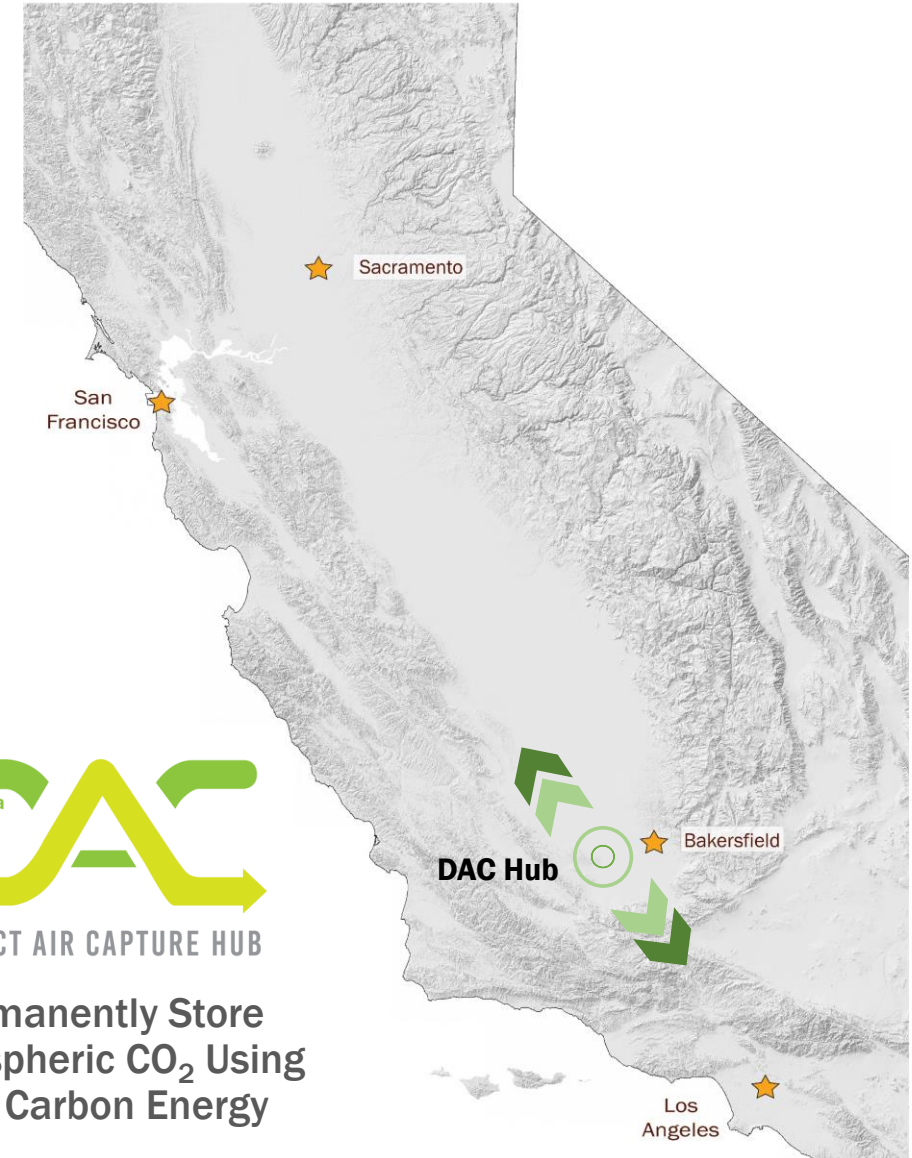 Sacramento
San
Francisco
Bakersfield
DAC Hub
a
CT AIR CAPTURE HUB
manently Store
spheric CO₂ Using
Carbon Energy
Los
Angeles